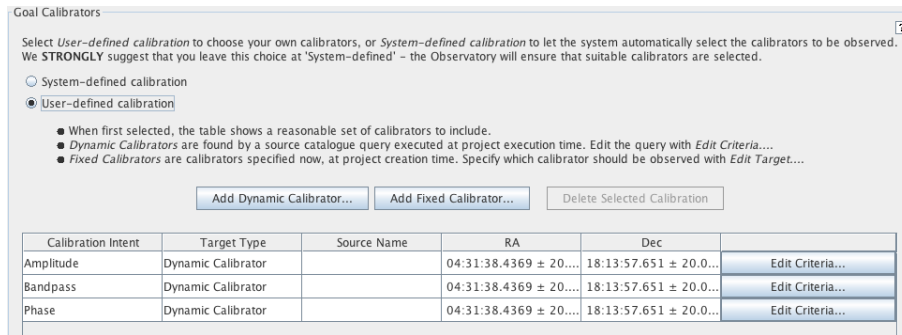 Goal Calibrators
?
Select User-defined calibration to choose your own calibrators, or System-defined calibration to let the system automatically select the calibrators to be observed.
We STRONGLY suggest that you leave this choice at 'System-defined' - the Observatory will ensure that suitable calibrators are selected.
System-defined calibration
User-defined calibration
● When first selected, the table shows a reasonable set of calibrators to include.
● Dynamic Calibrators are found by a source catalogue query executed at project execution time. Edit the query with Edit Criteria....
● Fixed Calibrators are calibrators specified now, at project creation time. Specify which calibrator should be observed with Edit Target....
Add Dynamic Calibrator... Add Fixed Calibrator... Delete Selected Calibration
Calibration Intent Target Type Source Name RA Dec
Amplitude Dynamic Calibrator 04:31:38.4369 ± 20.... 18:13:57.651 ± 20.0... Edit Criteria...
Bandpass Dynamic Calibrator 04:31:38.4369 ± 20.... 18:13:57.651 ± 20.0... Edit Criteria...
Phase Dynamic Calibrator 04:31:38.4369 ± 20.... 18:13:57.651 ± 20.0... Edit Criteria...